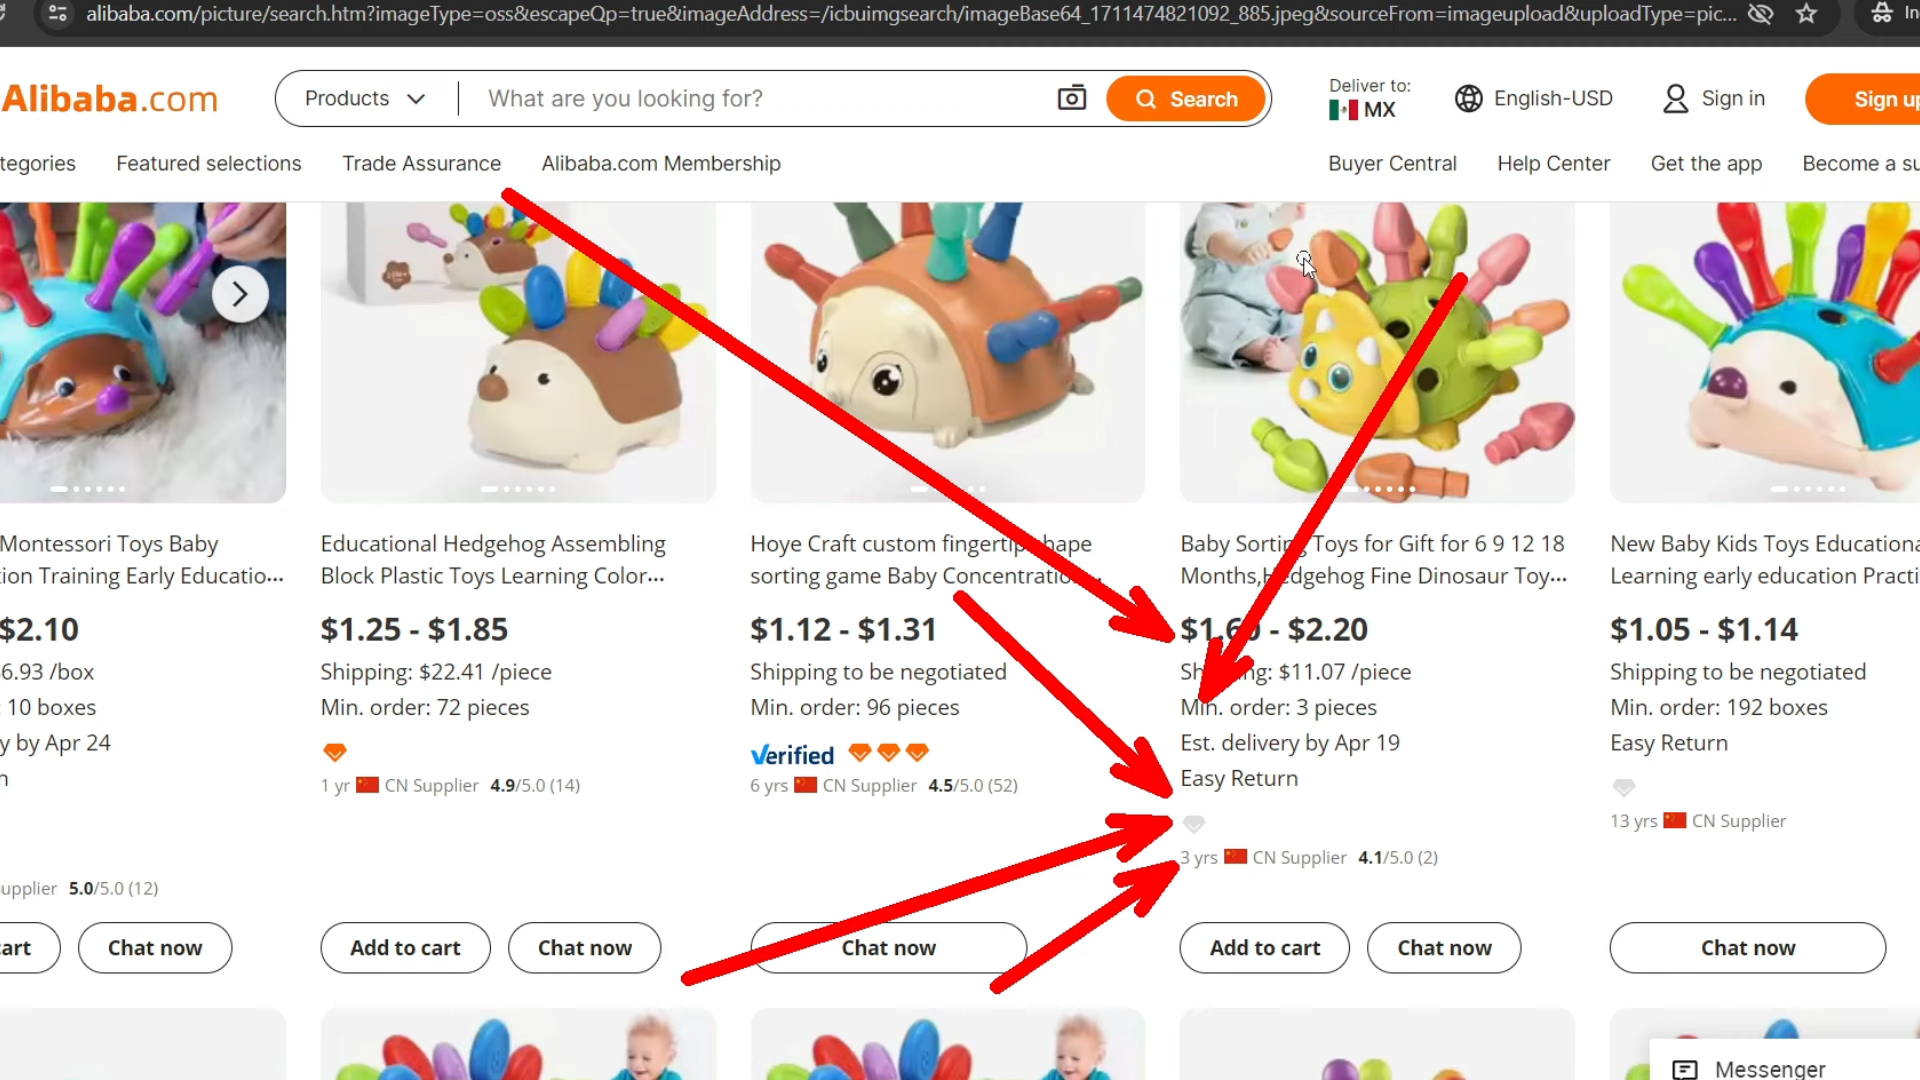 alibaba.com/picture/search.htm?imageType=oss&escapeQp=true&imageAddress=/icbuimgsearch/imageBase64_1711474821092_885.jpeg&sourceFrom=imageupload&uploadType=pic...
Alibaba.com
Products
What are you looking for?
Search
Deliver to:
MX
English-USD
Sign in
Sign up
tegories
Featured selections
Trade Assurance
Alibaba.com Membership
Buyer Central
Help Center
Get the app
Become a su
Montessori Toys Baby
ion Training Early Educatio...
$2.10
6.93 /box
: 10 boxes
y by Apr 24
n
upplier 5.0/5.0 (12)
art
Chat now
Educational Hedgehog Assembling
Block Plastic Toys Learning Color...
$1.25 - $1.85
Shipping: $22.41 /piece
Min. order: 72 pieces
1 yr CN Supplier 4.9/5.0 (14)
Add to cart
Chat now
Hoye Craft custom fingertip shape
sorting game Baby Concentratio...
$1.12 - $1.31
Shipping to be negotiated
Min. order: 96 pieces
Verified
6 yrs CN Supplier 4.5/5.0 (52)
Chat now
Baby Sorting Toys for Gift for 6 9 12 18
Months,Hedgehog Fine Dinosaur Toy...
$1.60 - $2.20
Shipping: $11.07 /piece
Min. order: 3 pieces
Est. delivery by Apr 19
Easy Return
3 yrs CN Supplier 4.1/5.0 (2)
Add to cart
Chat now
New Baby Kids Toys Educationa
Learning early education Practi
$1.05 - $1.14
Shipping to be negotiated
Min. order: 192 boxes
Easy Return
13 yrs CN Supplier
Chat now
Messenger